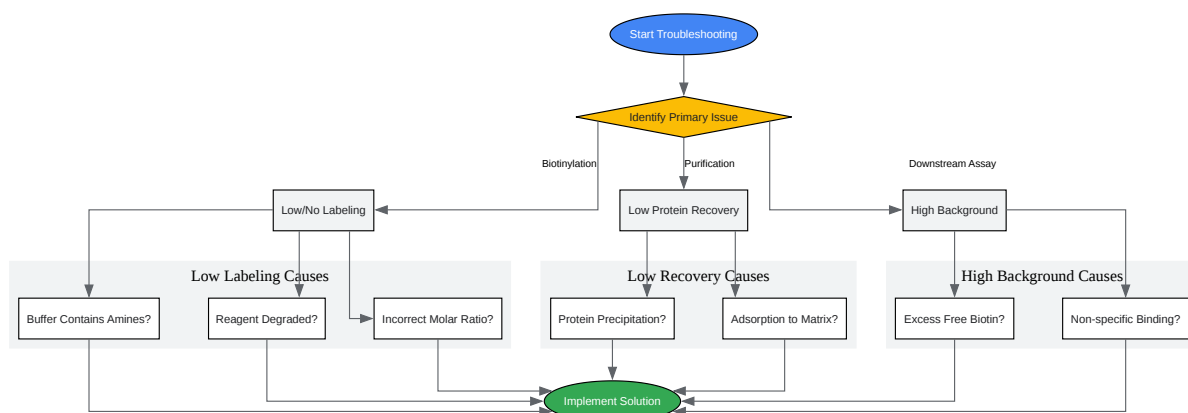 Start Troubleshooting
Identify Primary Issue
Biotinylation
Purification
Downstream Assay
Low/No Labeling
Low Protein Recovery
High Background
Low Labeling Causes
Low Recovery Causes
High Background Causes
Buffer Contains Amines?
Reagent Degraded?
Incorrect Molar Ratio?
Protein Precipitation?
Adsorption to Matrix?
Excess Free Biotin?
Non-specific Binding?
Implement Solution